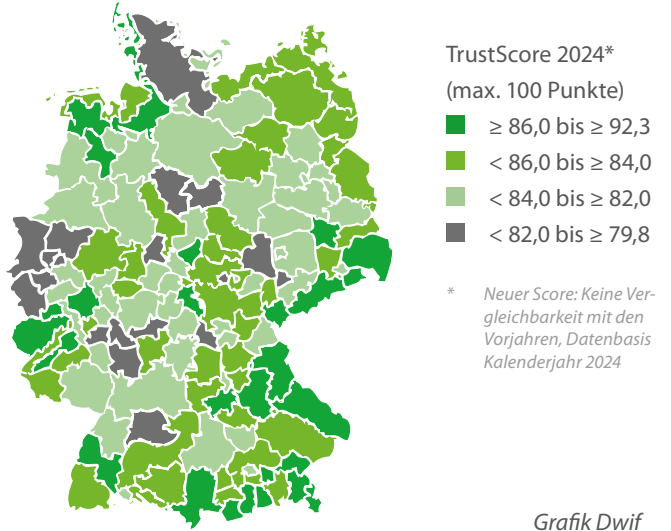 TrustScore 2024*
(max. 100 Punkte)
≥ 86,0 bis ≥ 92,3
< 86,0 bis ≥ 84,0
< 84,0 bis ≥ 82,0
< 82,0 bis ≥ 79,8
* Neuer Score: Keine Ver-
gleichbarkeit mit den
Vorjahren, Datenbasis
Kalenderjahr 2024
Grafik Dwif